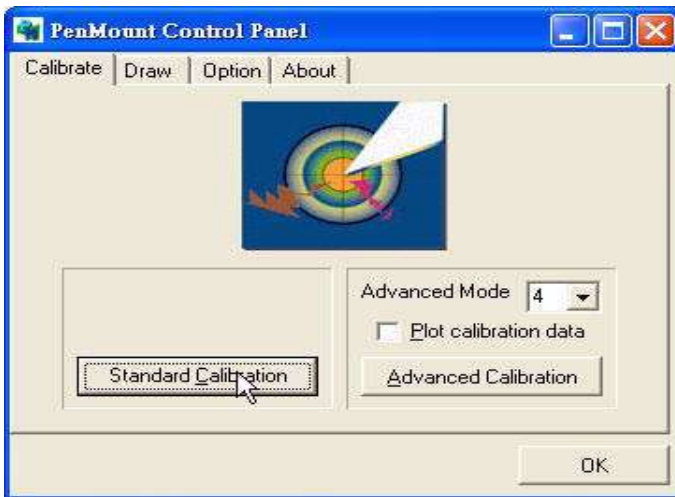 PenMount Control Panel
Calibrate Draw Option About
Advanced Mode 4
Plot calibration data
Standard Calibration Advanced Calibration
OK